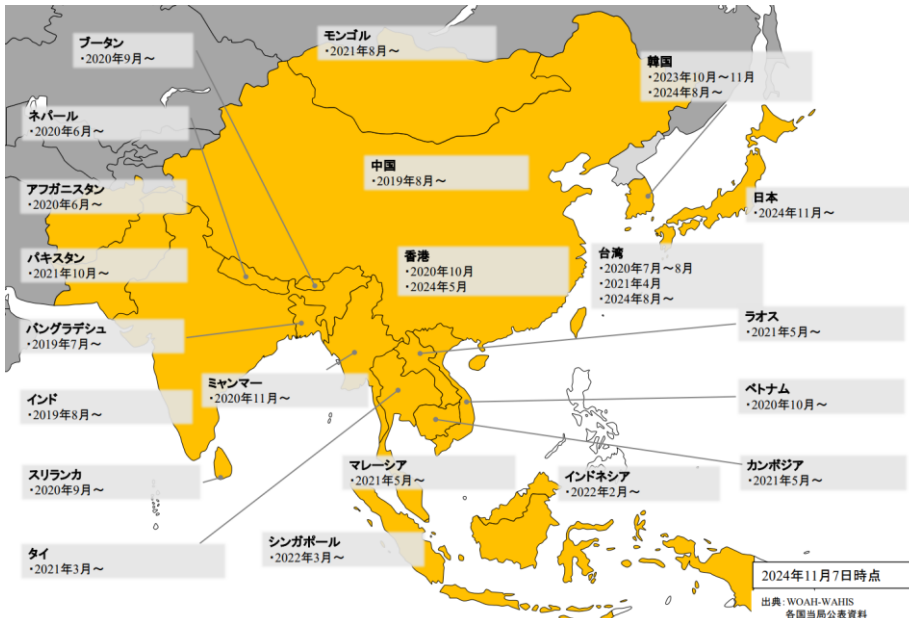 ブータン
・2020年9月～
モンゴル
・2021年8月～
韓国
・2023年10月～11月
・2024年8月～
ネパール
・2020年6月～
中国
・2019年8月～
アフガニスタン
・2020年6月～
日本
・2024年11月～
パキスタン
・2021年10月～
香港
・2020年10月
・2024年5月
台湾
・2020年7月～8月
・2021年4月
・2024年8月～
バングラデシュ
・2019年7月～
ラオス
・2021年5月～
ミャンマー
・2020年11月～
インド
・2019年8月～
ベトナム
・2020年10月～
スリランカ
・2020年9月～
マレーシア
・2021年5月～
インドネシア
・2022年2月～
カンボジア
・2021年5月～
タイ
・2021年3月～
シンガポール
・2022年3月～
2024年11月7日時点
出典：WOAH-WAHIS
各国当局公表資料